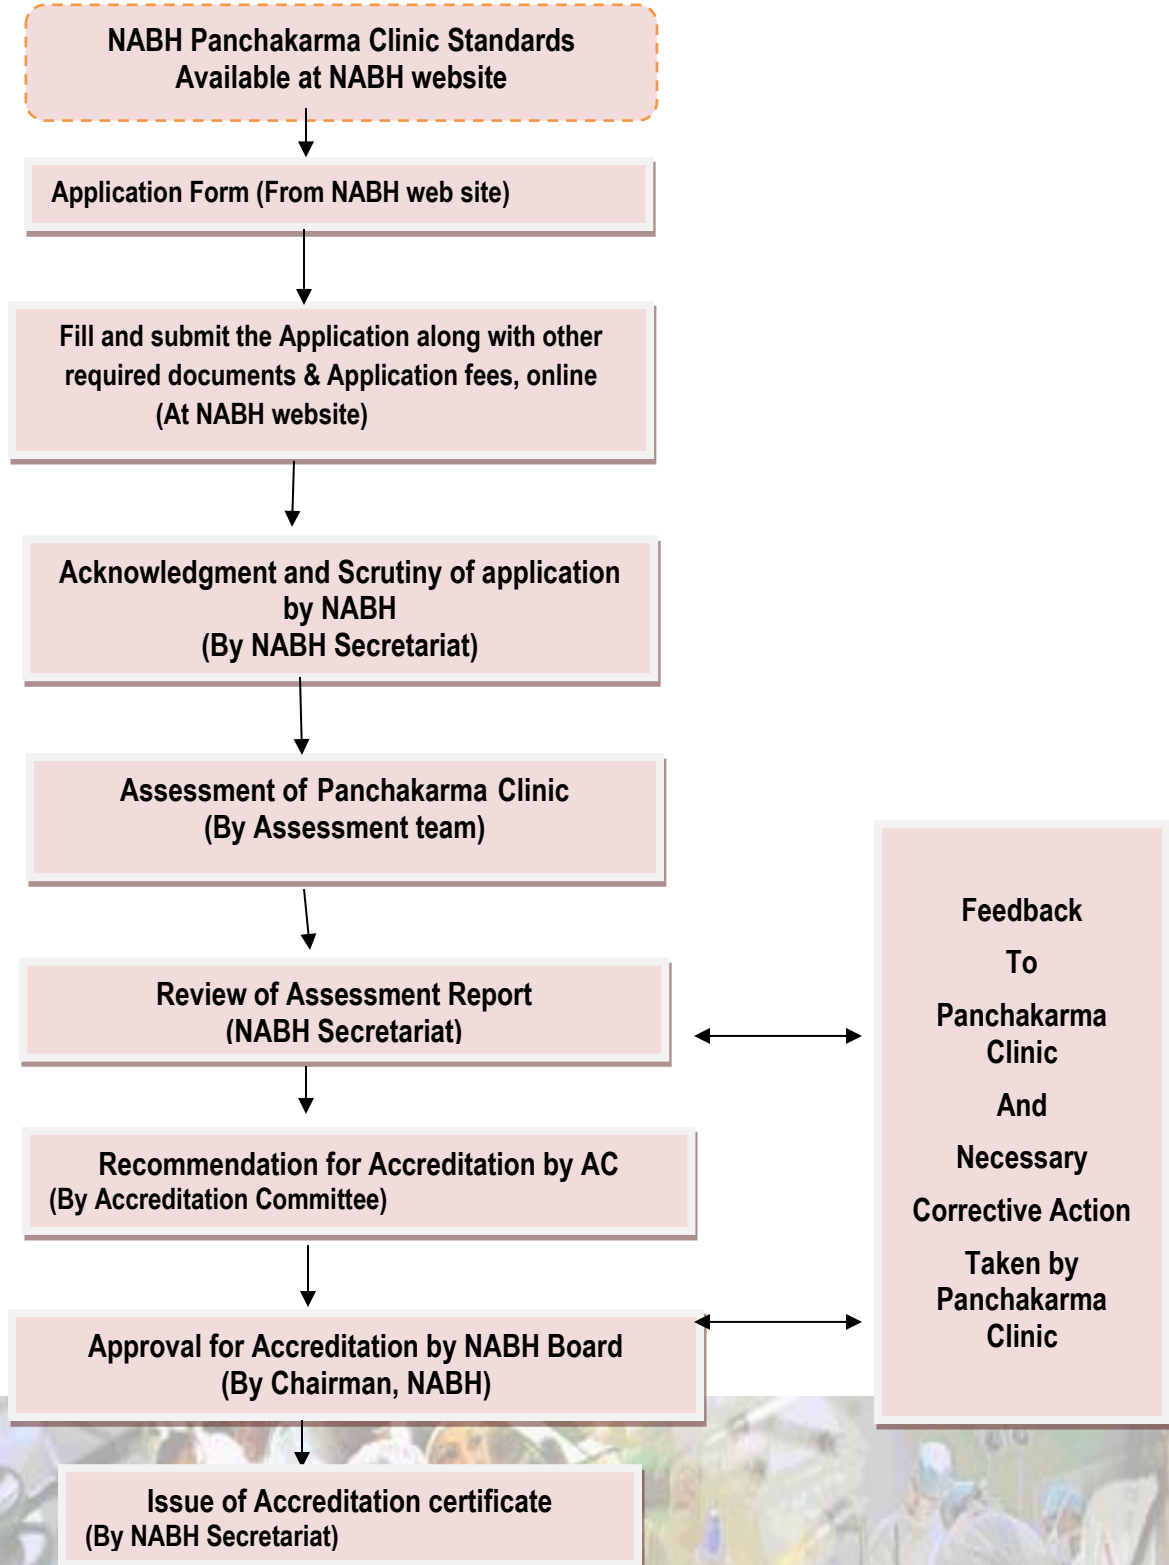 NABH Panchakarma Clinic Standards
Available at NABH website
Application Form (From NABH web site)
Fill and submit the Application along with other
required documents & Application fees, online
(At NABH website)
Acknowledgment and Scrutiny of application
by NABH
(By NABH Secretariat)
Assessment of Panchakarma Clinic
(By Assessment team)
Review of Assessment Report
(NABH Secretariat)
Recommendation for Accreditation by AC
(By Accreditation Committee)
Approval for Accreditation by NABH Board
(By Chairman, NABH)
Issue of Accreditation certificate
(By NABH Secretariat)
Feedback
To
Panchakarma
Clinic
And
Necessary
Corrective Action
Taken by
Panchakarma
Clinic